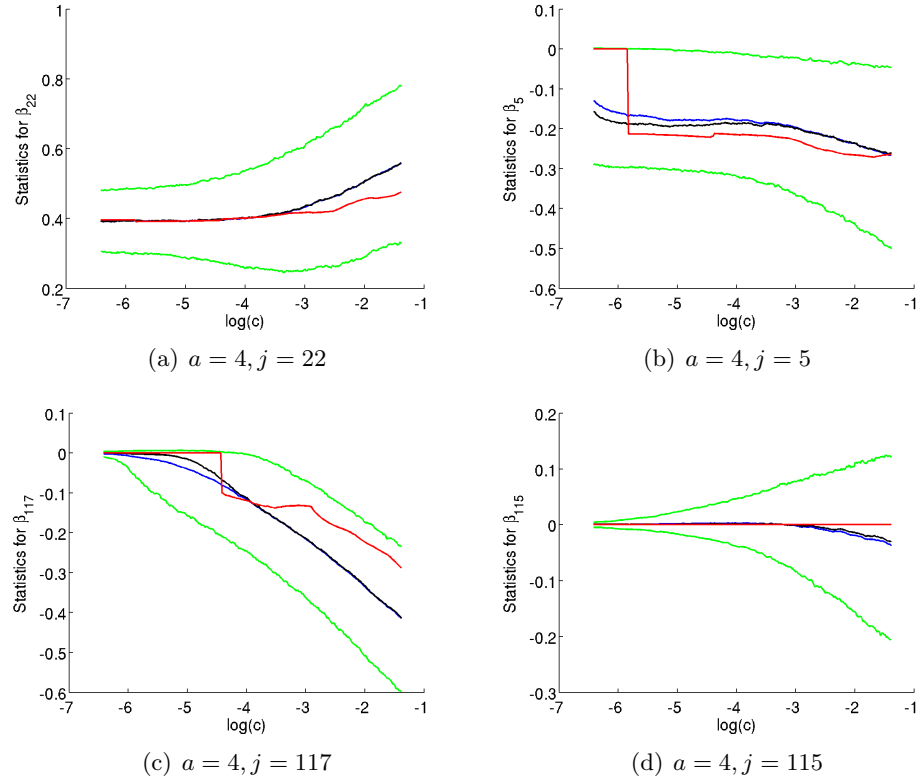 1
0.8
0.6
0.4
0.2
Statistics for β22
-7 -6 -5 -4 -3 -2 -1
log(c)
(a) a = 4, j = 22
0.1
0
-0.1
-0.2
-0.3
-0.4
-0.5
-0.6
Statistics for β5
-7 -6 -5 -4 -3 -2 -1
log(c)
(b) a = 4, j = 5
0.1
0
-0.1
-0.2
-0.3
-0.4
-0.5
-0.6
Statistics for β117
-7 -6 -5 -4 -3 -2 -1
log(c)
(c) a = 4, j = 117
0.2
0.1
0
-0.1
-0.2
-0.3
Statistics for β115
-7 -6 -5 -4 -3 -2 -1
log(c)
(d) a = 4, j = 115